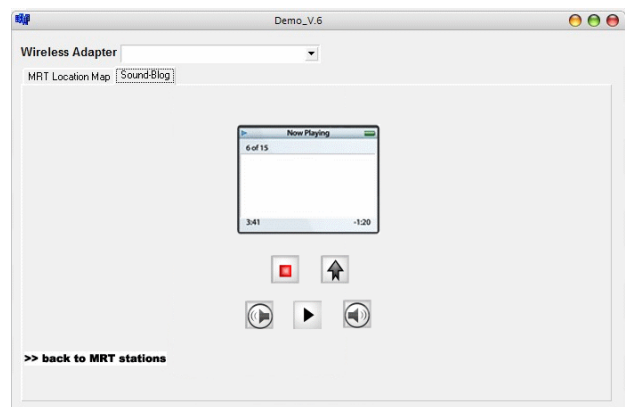 Demo_V.6
Wireless Adapter
MRT Location Map Sound-Blog
Now Playing
6 of 15
3:41 -1:20
>> back to MRT stations